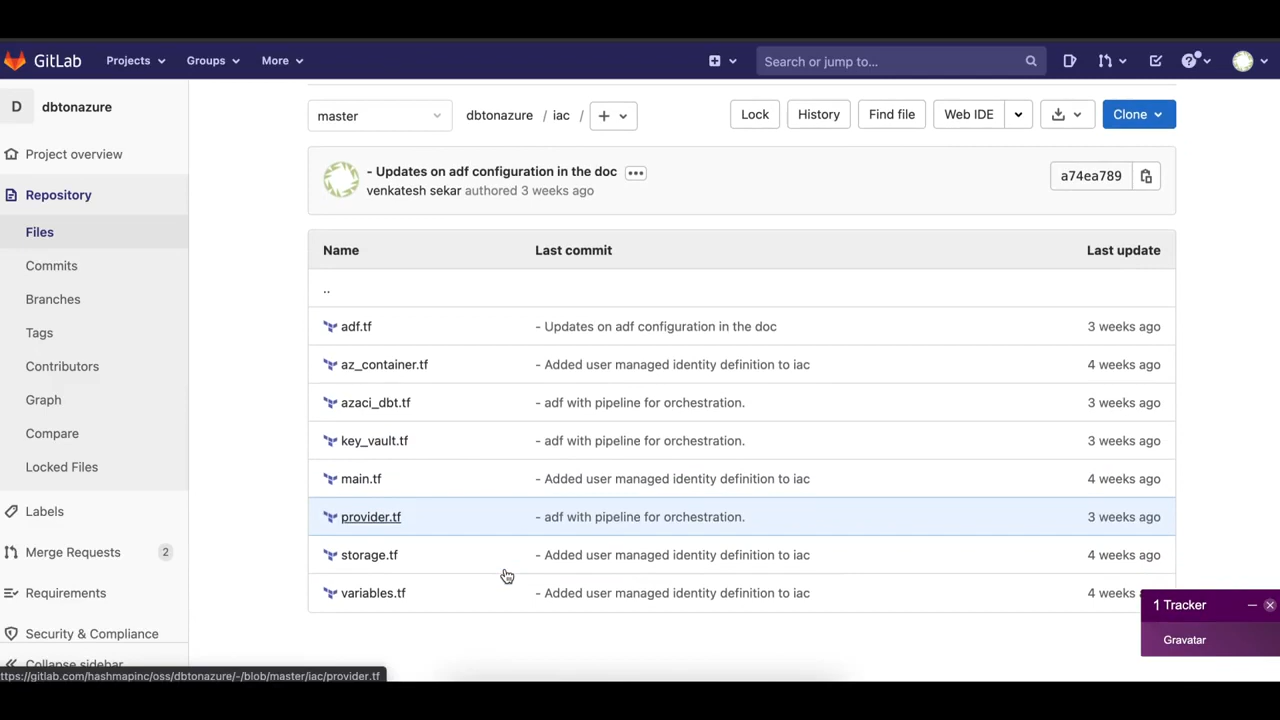 GitLab Projects Groups More Search or jump to...
D dbtonazure
Project overview
Repository
Files
Commits
Branches
Tags
Contributors
Graph
Compare
Locked Files
Labels
Merge Requests 2
Requirements
Security & Compliance
Collapse sidebar
master dbtonazure / iac / + Lock History Find file Web IDE Clone
- Updates on adf configuration in the doc
venkatesh sekar authored 3 weeks ago
a74ea789
Name Last commit Last update
..
adf.tf - Updates on adf configuration in the doc 3 weeks ago
az_container.tf - Added user managed identity definition to iac 4 weeks ago
azaci_dbt.tf - adf with pipeline for orchestration. 3 weeks ago
key_vault.tf - adf with pipeline for orchestration. 3 weeks ago
main.tf - Added user managed identity definition to iac 4 weeks ago
provider.tf - adf with pipeline for orchestration. 3 weeks ago
storage.tf - Added user managed identity definition to iac 4 weeks ago
variables.tf - Added user managed identity definition to iac 4 weeks
1 Tracker
Gravatar
ttps://gitlab.com/hashmapinc/oss/dbtonazure/-/blob/master/iac/provider.tf